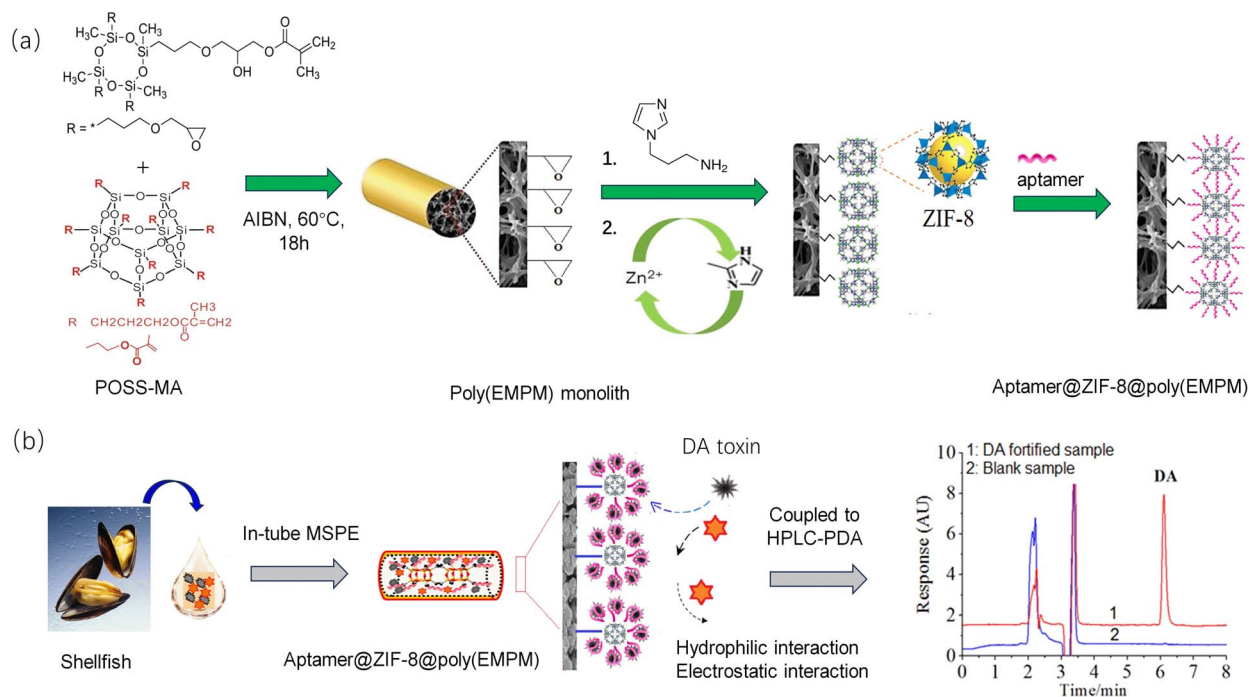 (a)
R
CH3
H3C
Si
O
Si
O
O
O
CH2
H3C
Si
O
O
Si
OH
CH3
R
Si
CH3
H3C
R
R = *
O
O
+
R
R
Si
O
Si
R
R
Si
Si
Si
Si
R
R
R
Si
O
Si
R
R
CH3
R CH2CH2CH2OC-C=CH2
O
O
O
POSS-MA
AIBN, 60°C,
18h
O
O
O
O
Poly(EMPM) monolith
N
N
1.
NH2
2.
H
N
Zn2+
N
ZIF-8
aptamer
Aptamer@ZIF-8@poly(EMPM)
(b)
Shellfish
In-tube MSPE
Aptamer@ZIF-8@poly(EMPM)
DA toxin
Hydrophilic interaction
Electrostatic interaction
Coupled to
HPLC-PDA
1: DA fortified sample
2: Blank sample
DA
1
2
Response (AU)
10
8
6
4
2
0
0 1 2 3 4 5 6 7 8
Time/min